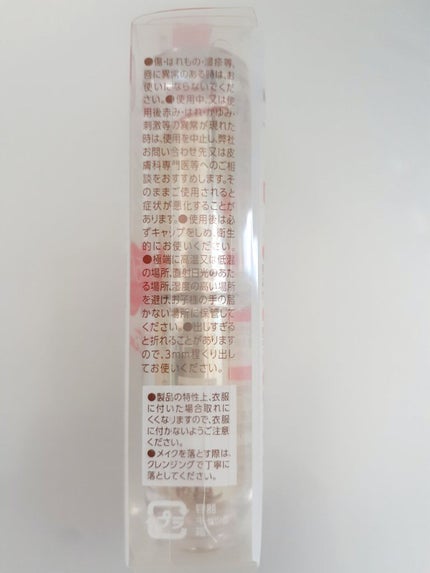 ●傷・はれもの・湿疹等、
唇に異常のある時は、お
使いにならないでくだ
さい。●使用中、又は使
用後赤み・はれ・かゆみ・
刺激等の異常が現れた
時は、使用を中止し、弊社
お問い合わせ先又は皮
膚科専門医等へのご相
談をおすすめします。そ
のままご使用されると
症状が悪化することが
あります。●使用後は必
ずキャップをしめ、衛生
的にお使いください。
●極端に高温又は低温
の場所、直射日光のあた
る場所、湿度の高い場所
を避け、お子様の手の届
かない場所に保管して
ください。●出しすぎる
と折れることがあります
ので、3mm程くり出し
てお使いください。
●製品の特性上、衣服
に付いた場合取れに
くくなりますので、衣服
に付かないようご注意
ください。
●メイクを落とす際は、
クレンジングで丁寧に
落としてください。
プラ